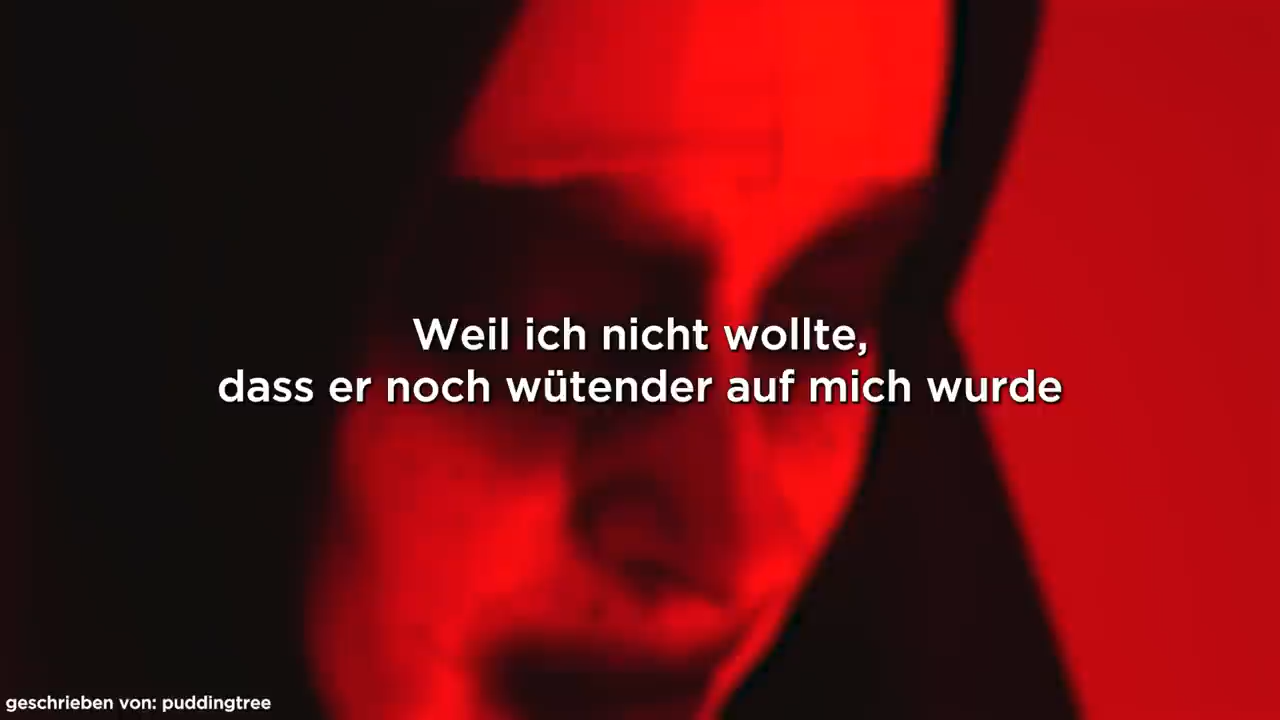 Weil ich nicht wollte,
dass er noch wütender auf mich wurde
geschrieben von: puddingtree